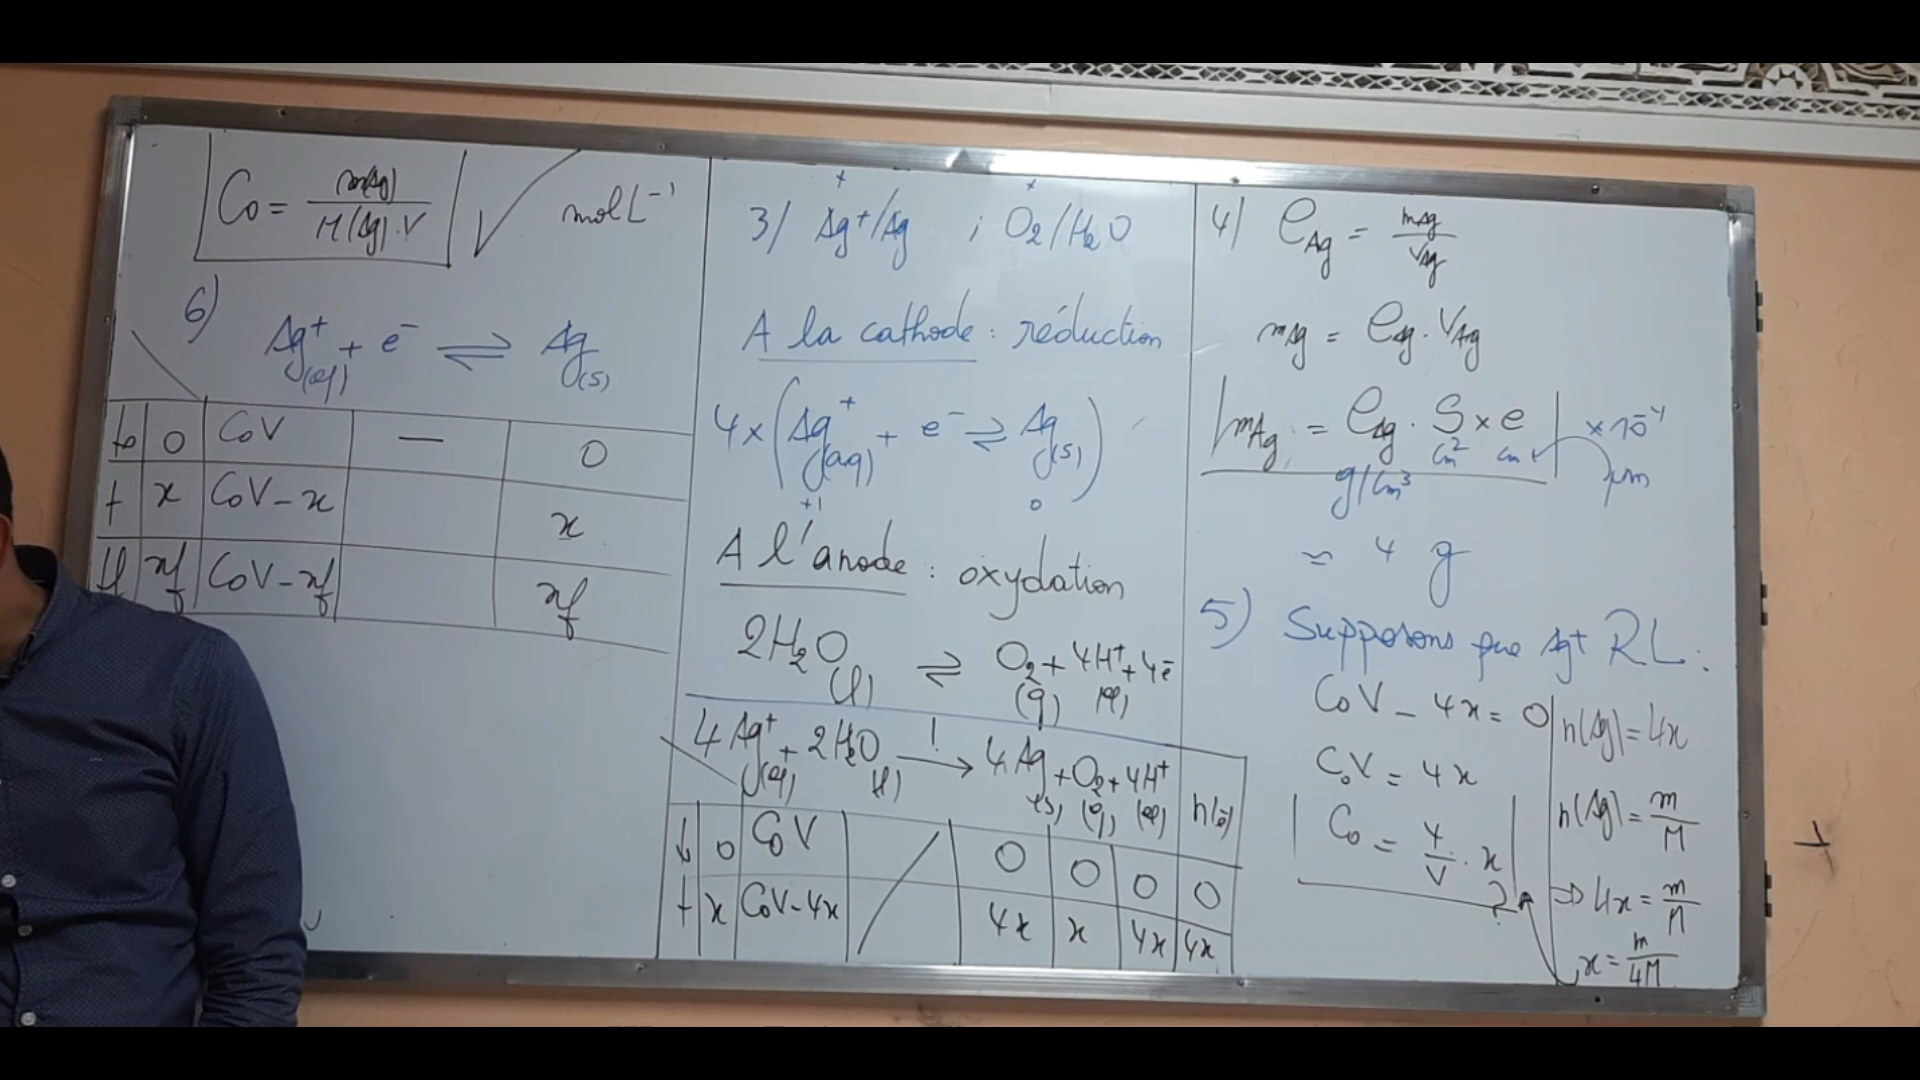 C₀ = m(Ag) / M(Ag).V   mol L⁻¹
6)
Ag⁺(aq) + e⁻ ⇌ Ag(s)
t₀ | 0 | C₀V | — | 0
t | x | C₀V - x | | x
tf | xf | C₀V - xf | | xf
3/ Ag⁺/Ag ; O₂/H₂O
A la cathode : réduction
4×(Ag⁺(aq) + e⁻ ⇌ Ag(s))
+1 0
A l'anode : oxydation
2H₂O(l) ⇌ O₂(g) + 4H⁺(aq) + 4e⁻
4Ag⁺(aq) + 2H₂O(l) → 4Ag(s) + O₂(g) + 4H⁺(aq) | n(e⁻)
t₀ | 0 | C₀V | | 0 | 0 | 0 | 0
t | x | C₀V-4x | | 4x | x | 4x | 4x
4/ ρAg = mAg / VAg
mAg = ρAg . VAg
mAg = ρAg . S × e   × 10⁻⁴
g/cm³ cm² cm μm
≈ 4 g
5) Supposons que Ag⁺ RL :
C₀V - 4x = 0
C₀V = 4x
C₀ = 4/V . x
?
n(Ag) = 4x
n(Ag) = m/M
⇒ 4x = m/M
x = m/4M